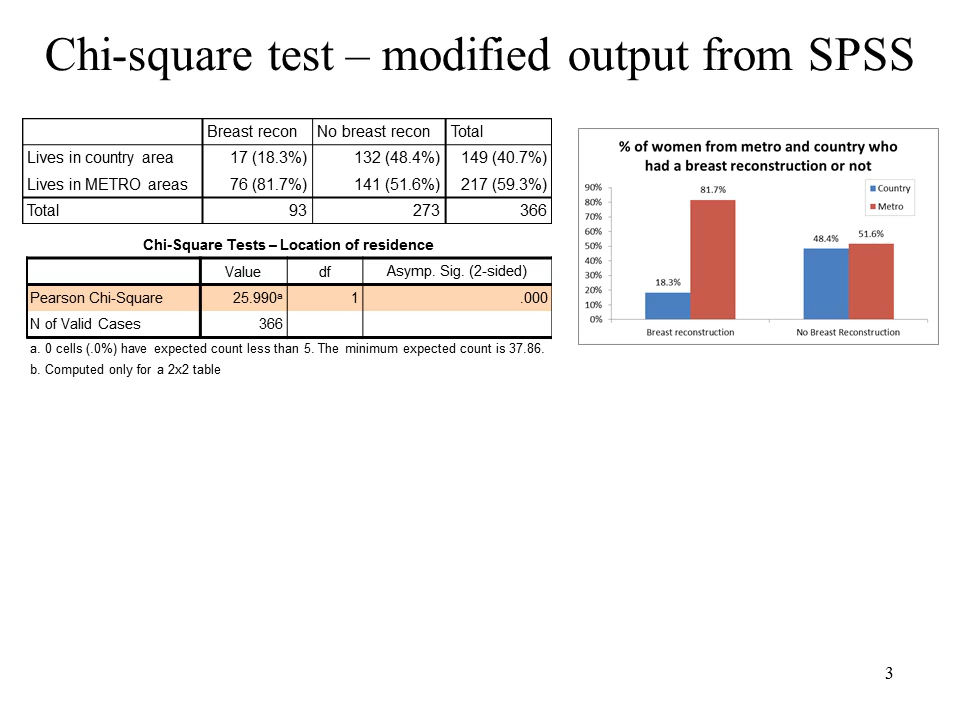 Chi-square test – modified output from SPSS
Breast recon No breast recon Total
Lives in country area 17 (18.3%) 132 (48.4%) 149 (40.7%)
Lives in METRO areas 76 (81.7%) 141 (51.6%) 217 (59.3%)
Total 93 273 366
Chi-Square Tests – Location of residence
Value df Asymp. Sig. (2-sided)
Pearson Chi-Square 25.990a 1 .000
N of Valid Cases 366
a. 0 cells (.0%) have expected count less than 5. The minimum expected count is 37.86.
b. Computed only for a 2x2 table
% of women from metro and country who
had a breast reconstruction or not
90%
80%
70%
60%
50%
40%
30%
20%
10%
0%
18.3%
81.7%
48.4%
51.6%
Country
Metro
Breast reconstruction
No Breast Reconstruction
3